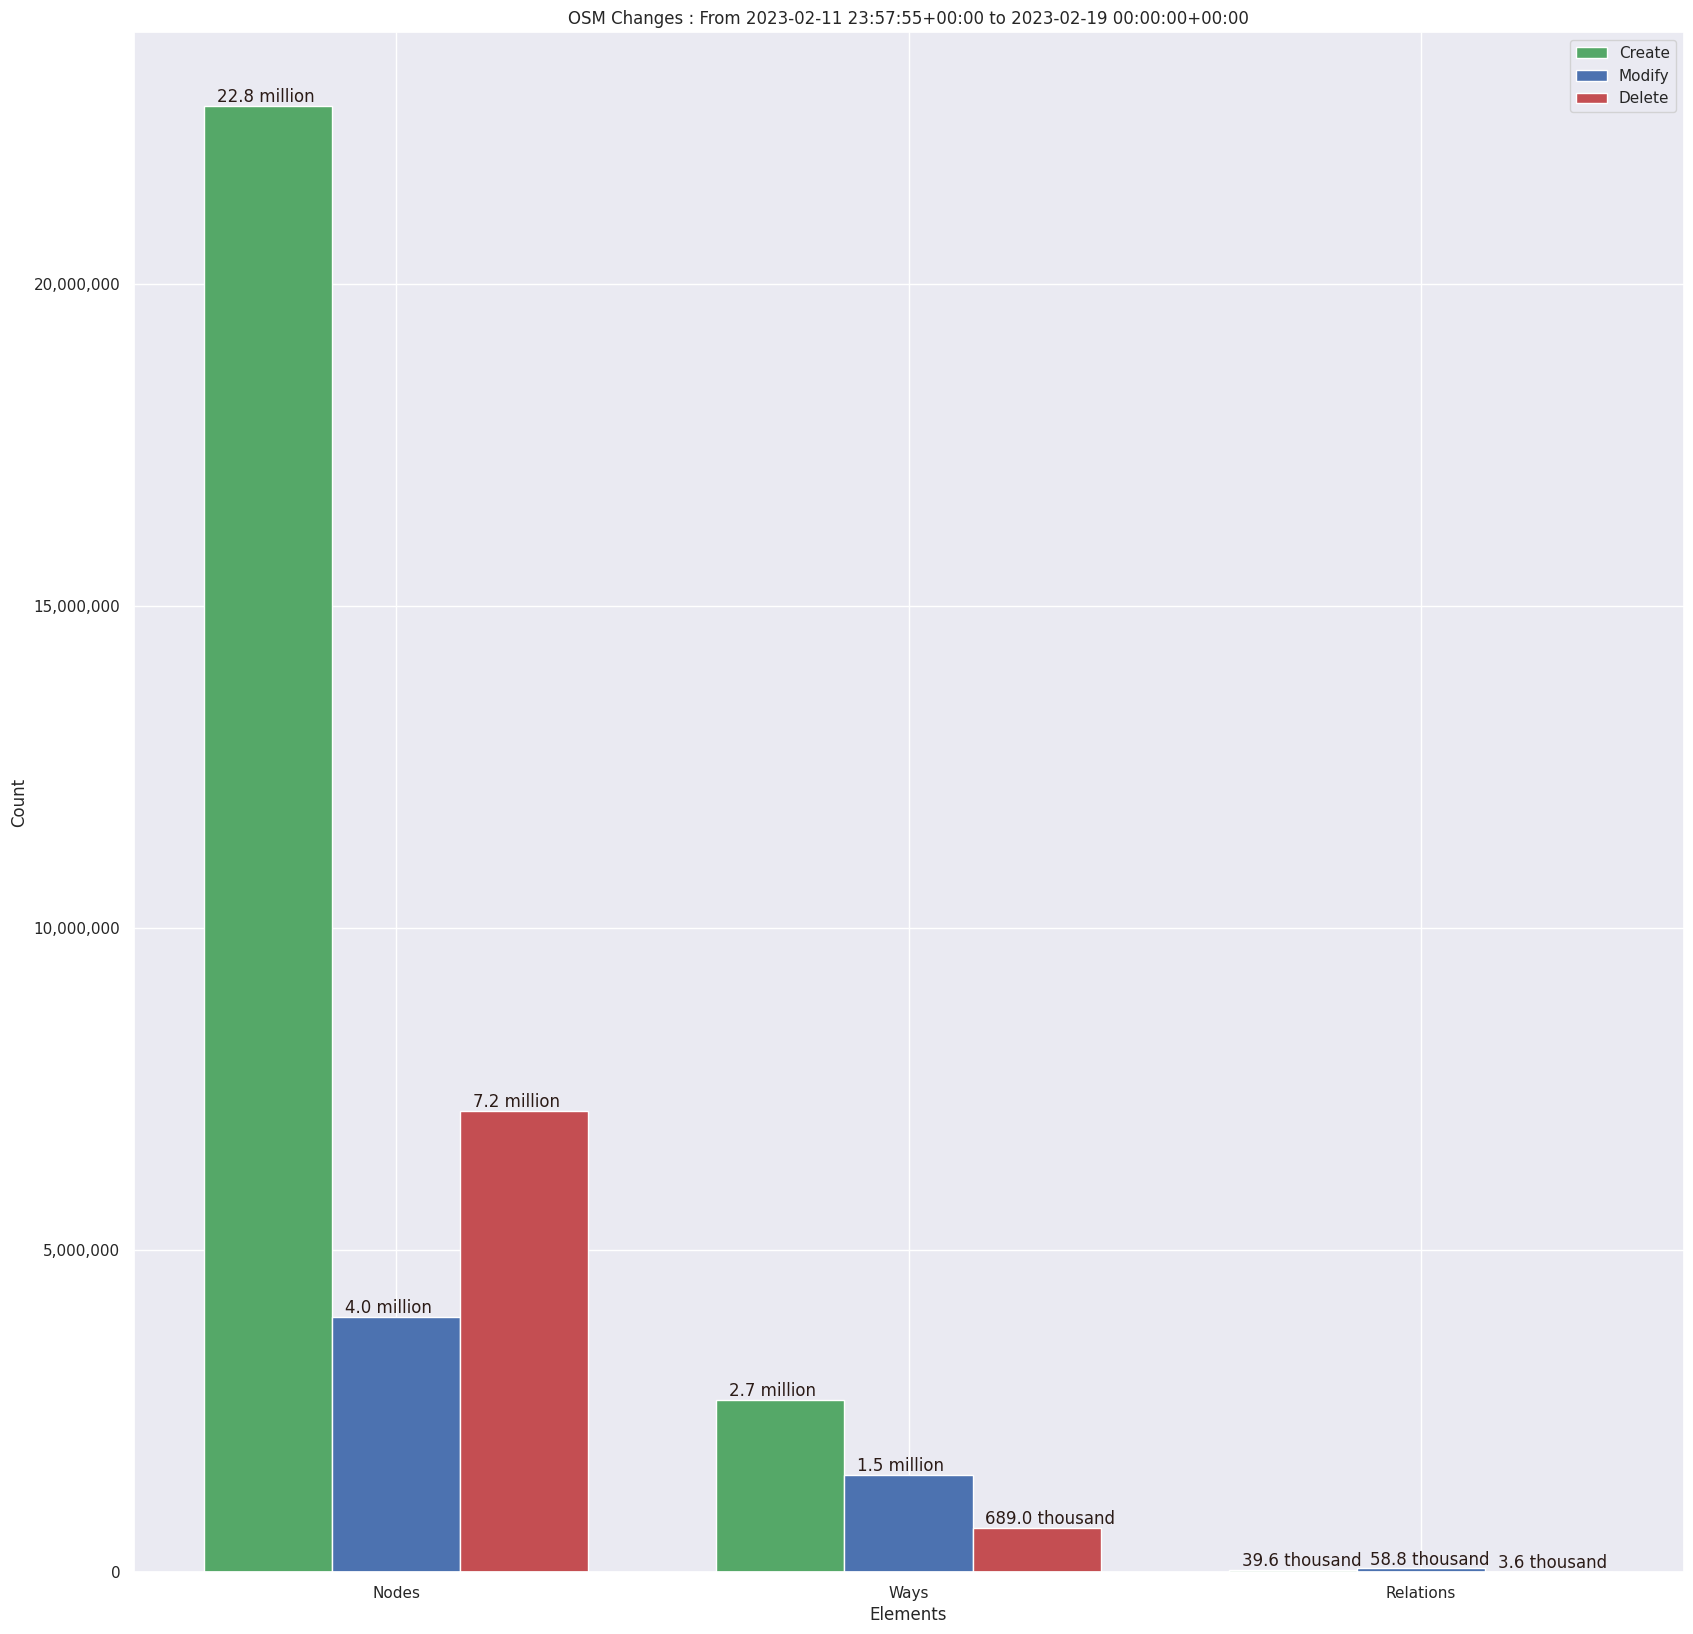 OSM Changes : From 2023-02-11 23:57:55+00:00 to 2023-02-19 00:00:00+00:00
Create
Modify
Delete
22.8 million
20,000,000
15,000,000
Count
10,000,000
7.2 million
5,000,000
4.0 million
2.7 million
1.5 million
689.0 thousand
39.6 thousand
58.8 thousand
3.6 thousand
0
Nodes
Ways
Relations
Elements